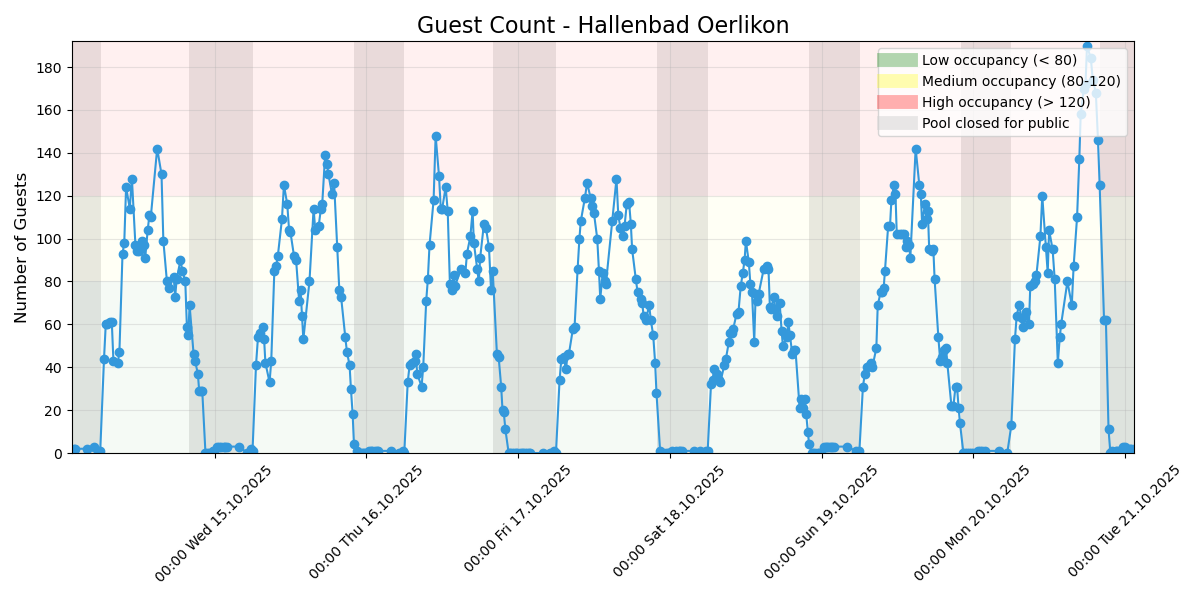 Guest Count - Hallenbad Oerlikon
Number of Guests
180
160
140
120
100
80
60
40
20
0
Low occupancy (< 80)
Medium occupancy (80-120)
High occupancy (> 120)
Pool closed for public
00:00 Wed 15.10.2025
00:00 Thu 16.10.2025
00:00 Fri 17.10.2025
00:00 Sat 18.10.2025
00:00 Sun 19.10.2025
00:00 Mon 20.10.2025
00:00 Tue 21.10.2025